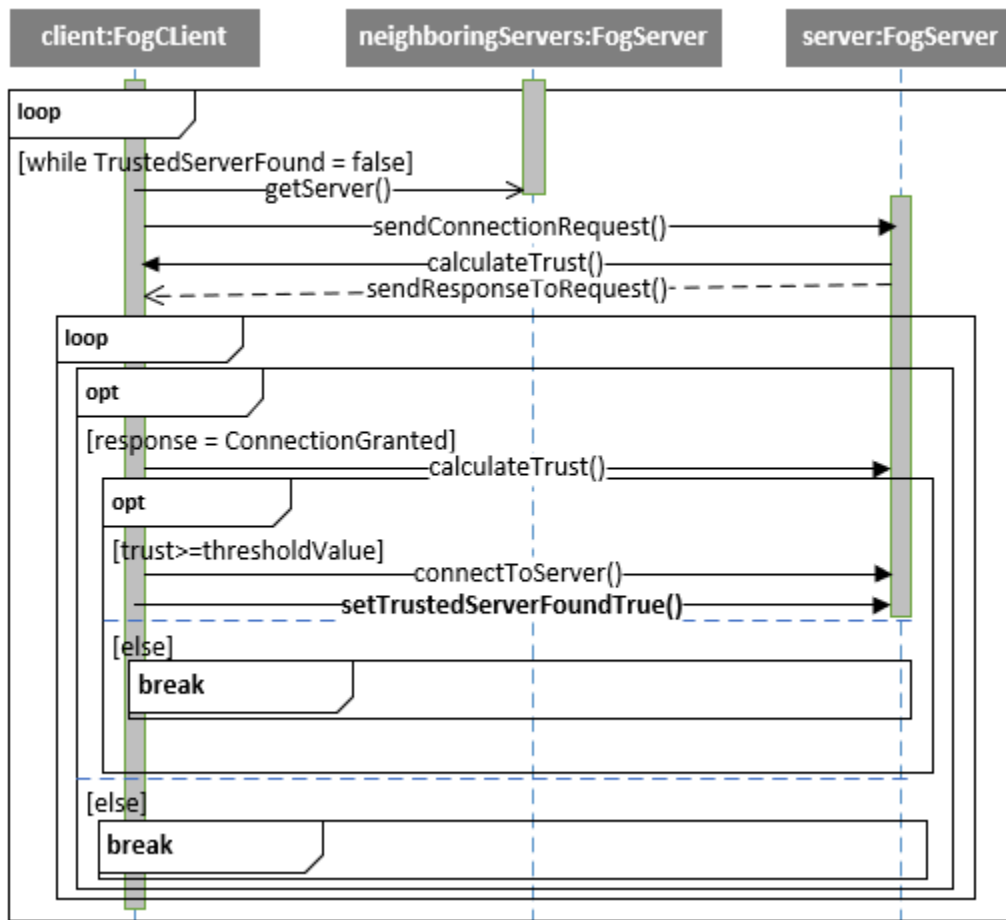 client:FogCLient neighboringServers:FogServer server:FogServer
loop
[while TrustedServerFound = false]
getServer()
sendConnectionRequest()
calculateTrust()
sendResponseToRequest()
loop
opt
[response = ConnectionGranted]
calculateTrust()
opt
[trust>=thresholdValue]
connectToServer()
setTrustedServerFoundTrue()
[else]
break
[else]
break